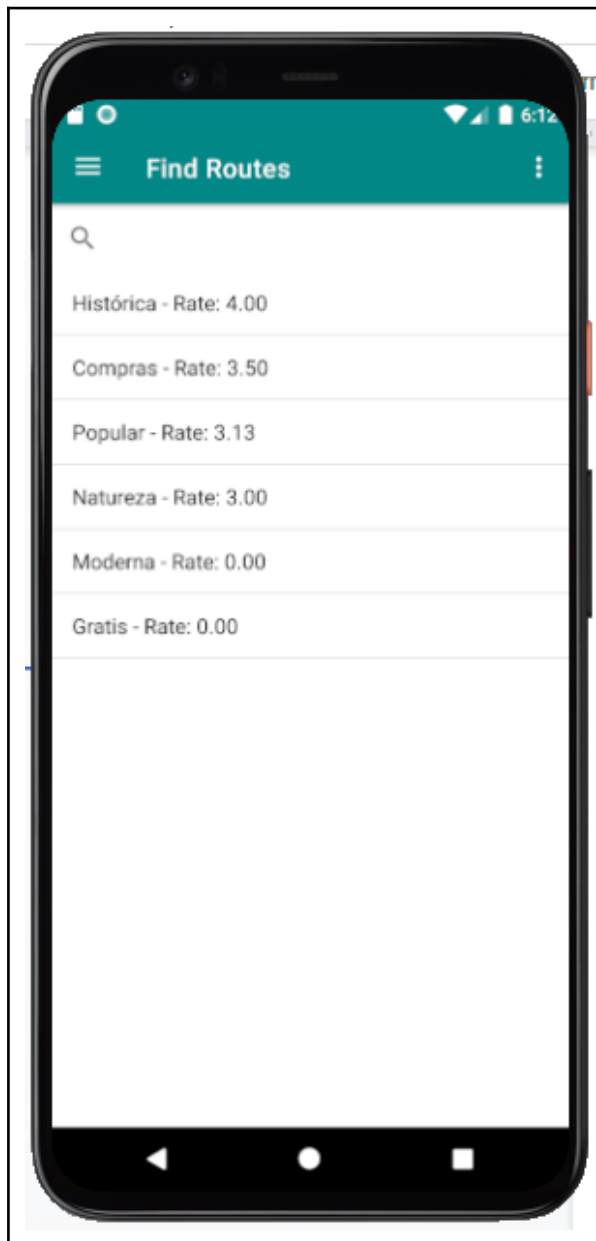 6:12
Find Routes
Histórica - Rate: 4.00
Compras - Rate: 3.50
Popular - Rate: 3.13
Natureza - Rate: 3.00
Moderna - Rate: 0.00
Gratis - Rate: 0.00